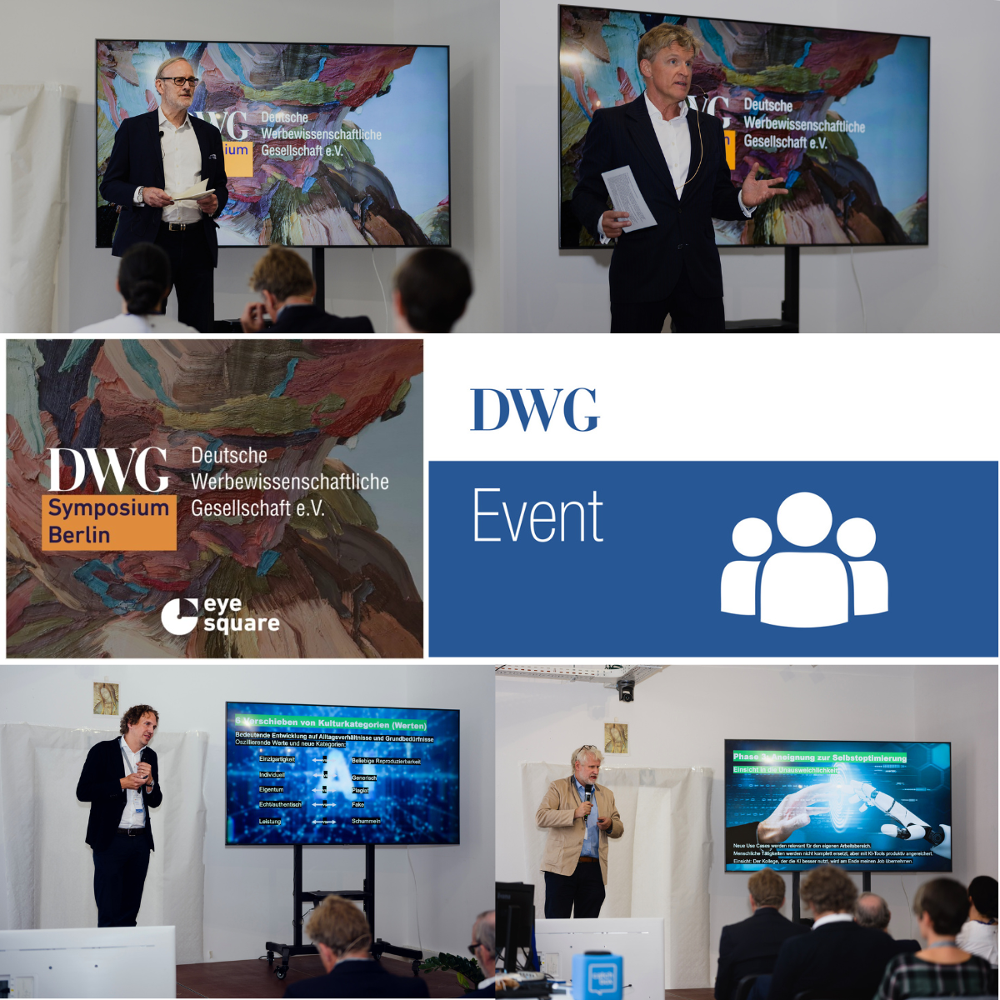 WG
Deutsche
Werbewissenschaftliche
Gesellschaft e.V.
ium
WG
Deutsche
Werbewissenschaftliche
Gesellschaft e.V.
DWG
Symposium
Berlin
Deutsche
Werbewissenschaftliche
Gesellschaft e.V.
eye
square
DWG
Event
6 Verschieben von Kulturkategorien (Werten)
Bedeutende Entwicklung auf Alltagsverhältnisse und Grundbedürfnisse
Oszillierende Werte und neue Kategorien:
Einzigartigkeit Beliebige Reproduzierbarkeit
Individuell Generisch
Eigentum Plagiat
Echt/authentisch Fake
Leistung Schummeln
Phase 3: Aneignung zur Selbstoptimierung
Einsicht in die Unausweichlichkeit
Neue Use Cases werden relevant für den eigenen Arbeitsbereich.
Menschliche Tätigkeiten werden nicht komplett ersetzt, aber mit KI-Tools produktiv angereichert.
Einsicht: Der Kollege, der die KI besser nutzt, wird am Ende meinen Job übernehmen.